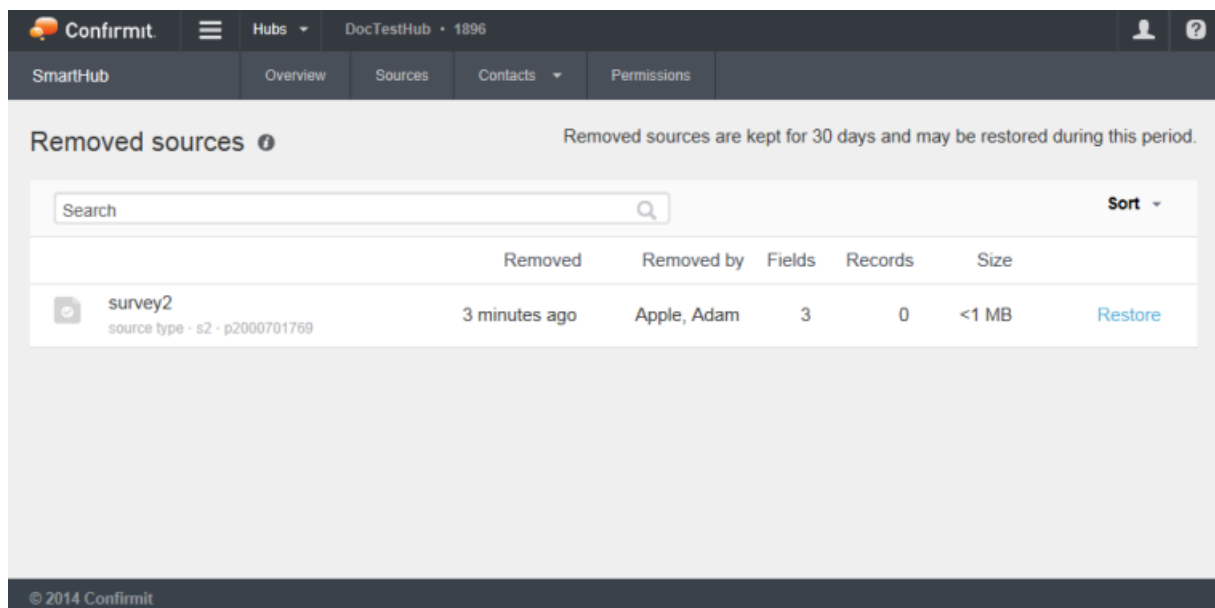 Confirmit. Hubs DocTestHub • 1896
SmartHub Overview Sources Contacts Permissions
Removed sources Removed sources are kept for 30 days and may be restored during this period.
Search Sort
Removed Removed by Fields Records Size
survey2 3 minutes ago Apple, Adam 3 0 <1 MB Restore
source type - s2 - p2000701769
© 2014 Confirmit